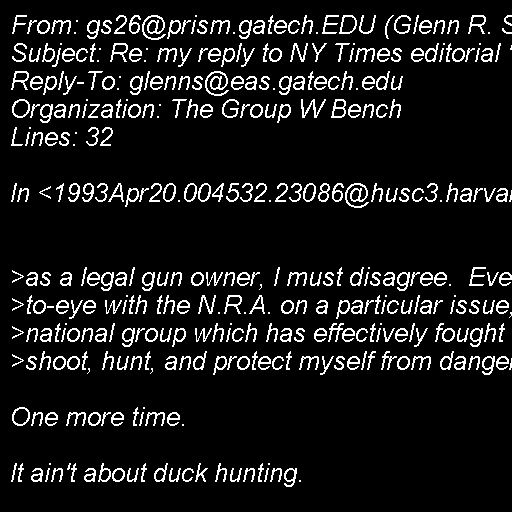 From: gs26@prism.gatech.EDU (Glenn R. S
Subject: Re: my reply to NY Times editorial
Reply-To: glenns@eas.gatech.edu
Organization: The Group W Bench
Lines: 32
In <1993Apr20.004532.23086@husc3.harvar
>as a legal gun owner, I must disagree.  Eve
>to-eye with the N.R.A. on a particular issue,
>national group which has effectively fought
>shoot, hunt, and protect myself from danger
One more time.
It ain't about duck hunting.